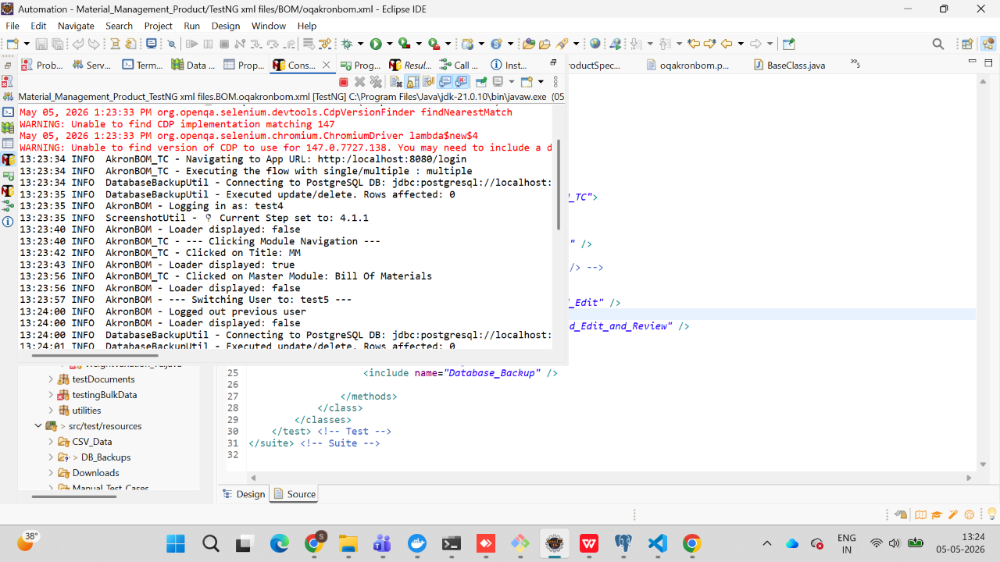 Automation - Material_Management_Product/TestNG xml files/BOM/oqakronbom.xml - Eclipse IDE
File Edit Navigate Search Project Run Design Window Help
Prob... Serv... Term... Data ... Prop... Cons... Prog... Resul... Call ... Inst... roductSpec... oqakronbom.p... BaseClass.java »5
Material_Management_Product_TestNG xml files.BOM.oqakronbom.xml [TestNG] C:\Program Files\Java\jdk-21.0.10\bin\javaw.exe (05
May 05, 2026 1:23:33 PM org.openqa.selenium.devtools.CdpVersionFinder findNearestMatch
WARNING: Unable to find CDP implementation matching 147
May 05, 2026 1:23:33 PM org.openqa.selenium.chromium.ChromiumDriver lambda$new$4
WARNING: Unable to find version of CDP to use for 147.0.7727.138. You may need to include a d
13:23:34 INFO AkronBOM_TC - Navigating to App URL: http:/localhost:8080/login
13:23:34 INFO AkronBOM_TC - Executing the flow with single/multiple : multiple
13:23:34 INFO DatabaseBackupUtil - Connecting to PostgreSQL DB: jdbc:postgresql://localhost:
13:23:35 INFO DatabaseBackupUtil - Executed update/delete. Rows affected: 0
13:23:35 INFO AkronBOM - Logging in as: test4
13:23:35 INFO ScreenshotUtil - Current Step set to: 4.1.1
13:23:40 INFO AkronBOM - Loader displayed: false
13:23:40 INFO AkronBOM_TC - --- Clicking Module Navigation ---
13:23:42 INFO AkronBOM_TC - Clicked on Title: MM
13:23:43 INFO AkronBOM - Loader displayed: true
13:23:56 INFO AkronBOM_TC - Clicked on Master Module: Bill Of Materials
13:23:56 INFO AkronBOM - Loader displayed: false
13:23:57 INFO AkronBOM - --- Switching User to: test5 ---
13:24:00 INFO AkronBOM - Logged out previous user
13:24:00 INFO AkronBOM - Loader displayed: false
13:24:00 INFO DatabaseBackupUtil - Connecting to PostgreSQL DB: jdbc:postgresql://localhost:
13:24:01 INFO DatabaseBackupUtil - Executed update/delete. Rows affected: 0
_TC">
" />
/> -->
_Edit" />
d_Edit_and_Review" />
testDocuments
testingBulkData
utilities
> src/test/resources
CSV_Data
> DB_Backups
Downloads
Manual_Test_Cases
25 <include name="Database_Backup" />
26
27 </methods>
28 </class>
29 </classes>
30 </test> <!-- Test -->
31 </suite> <!-- Suite -->
32
Design Source
38°
S
ENG
IN
13:24
05-05-2026